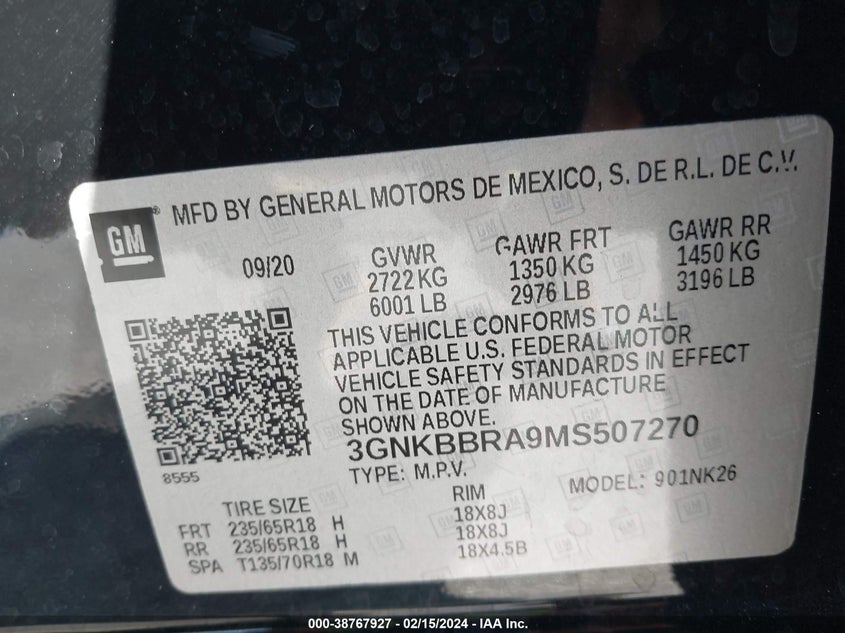 MFD BY GENERAL MOTORS DE MEXICO, S. DE R.L. DE C.V.
GM®
09/20
GVWR
2722 KG
6001 LB
GAWR FRT
1350 KG
2976 LB
GAWR RR
1450 KG
3196 LB
THIS VEHICLE CONFORMS TO ALL
APPLICABLE U.S. FEDERAL MOTOR
VEHICLE SAFETY STANDARDS IN EFFECT
ON THE DATE OF MANUFACTURE
SHOWN ABOVE.
3GNKBBRA9MS507270
8555
TYPE: M.P.V.
MODEL: 901NK26
TIRE SIZE RIM
FRT 235/65R18 H 18X8J
RR 235/65R18 H 18X8J
SPA T135/70R18 M 18X4.5B
000-38767927 - 02/15/2024 - IAA Inc.